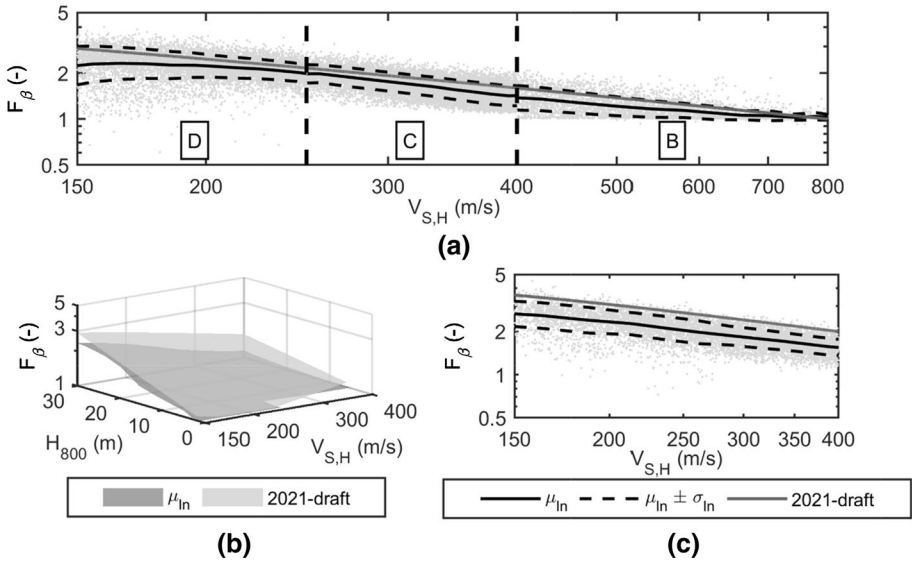 F_β (-)
5
2
1
0.5
D
C
B
150
200
300
400
500
600
700
800
V_S,H (m/s)
(a)
F_β (-)
5
3
1
30
20
10
0
H_800 (m)
150
200
300
400
V_S,H (m/s)
μ_ln 2021-draft
(b)
F_β (-)
5
2
1
0.5
150
200
250
300
350
400
V_S,H (m/s)
μ_ln μ_ln ± σ_ln 2021-draft
(c)